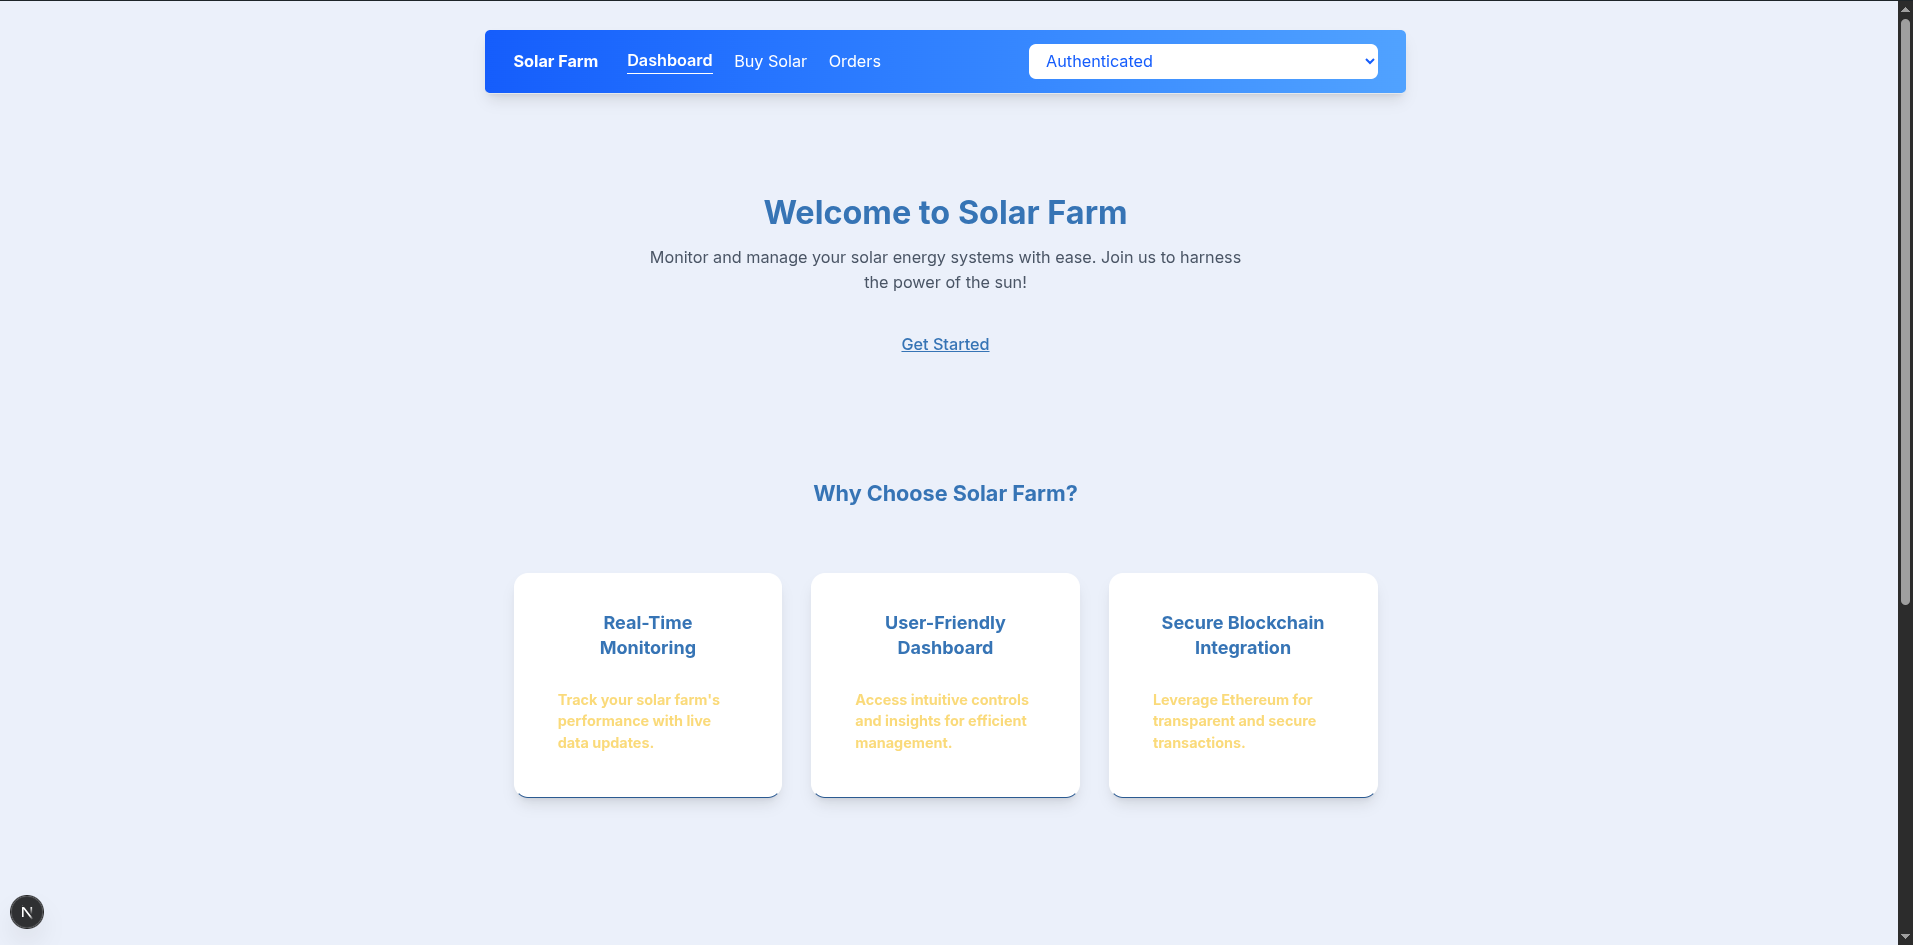 Solar Farm Dashboard Buy Solar Orders Authenticated
Welcome to Solar Farm
Monitor and manage your solar energy systems with ease. Join us to harness
the power of the sun!
Get Started
Why Choose Solar Farm?
Real-Time
Monitoring
Track your solar farm's
performance with live
data updates.
User-Friendly
Dashboard
Access intuitive controls
and insights for efficient
management.
Secure Blockchain
Integration
Leverage Ethereum for
transparent and secure
transactions.
N